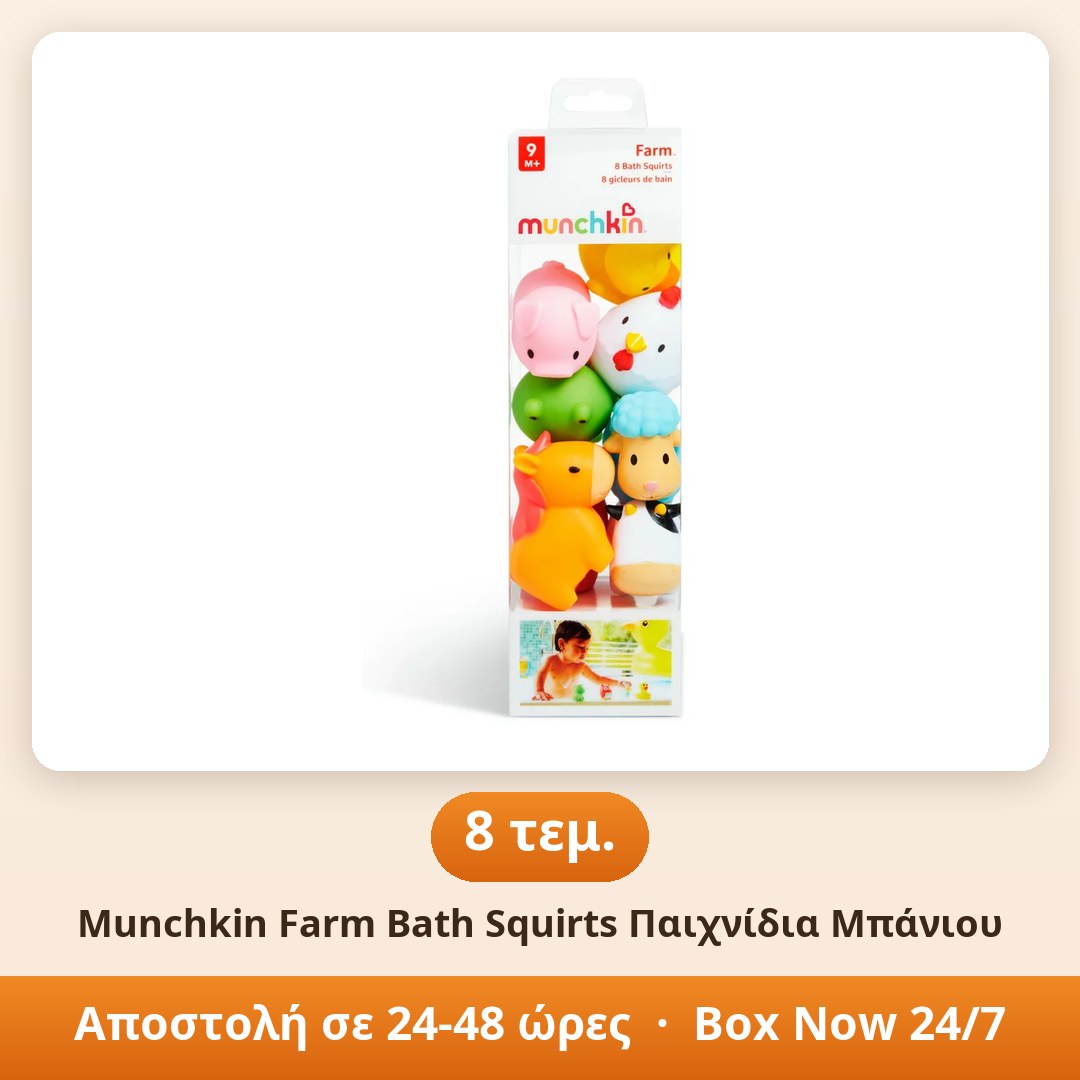 9
M+
Farm
8 Bath Squirts
8 gicleurs de bain
munchkin
8 τεμ.
Munchkin Farm Bath Squirts Παιχνίδια Μπάνιου
Αποστολή σε 24-48 ώρες · Box Now 24/7